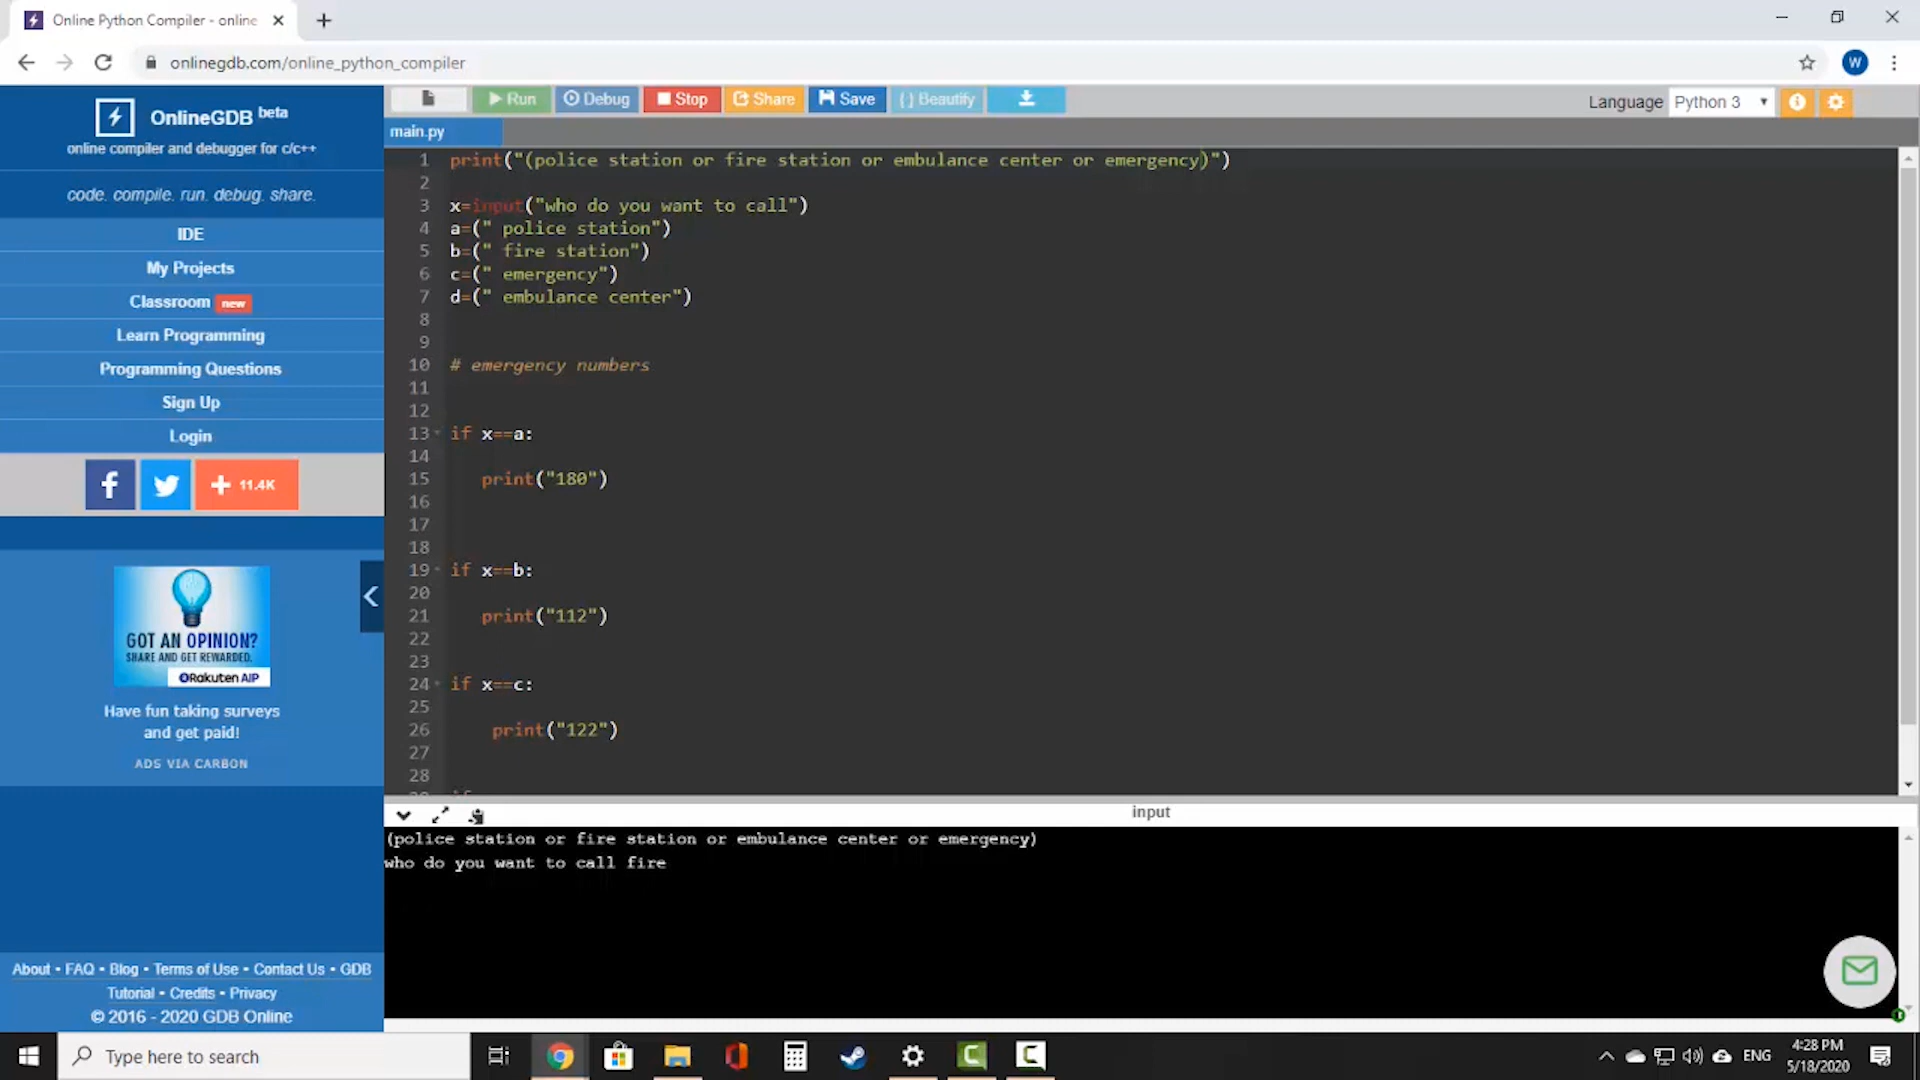 Online Python Compiler - online
onlinegdb.com/online_python_compiler
W
OnlineGDB beta
online compiler and debugger for c/c++
code. compile. run. debug. share.
IDE
My Projects
Classroom new
Learn Programming
Programming Questions
Sign Up
Login
f
+ 11.4K
GOT AN OPINION?
SHARE AND GET REWARDED.
Rakuten AIP
Have fun taking surveys
and get paid!
ADS VIA CARBON
About • FAQ • Blog • Terms of Use • Contact Us • GDB
Tutorial • Credits • Privacy
© 2016 - 2020 GDB Online
Run Debug Stop Share Save { } Beautify
Language Python 3
main.py
1 print("(police station or fire station or embulance center or emergency)")
2
3 x=input("who do you want to call")
4 a=(" police station")
5 b=(" fire station")
6 c=(" emergency")
7 d=(" embulance center")
8
9
10 # emergency numbers
11
12
13 if x==a:
14
15 print("180")
16
17
18
19 if x==b:
20
21 print("112")
22
23
24 if x==c:
25
26 print("122")
27
28
input
(police station or fire station or embulance center or emergency)
who do you want to call fire
Type here to search
ENG
4:28 PM
5/18/2020